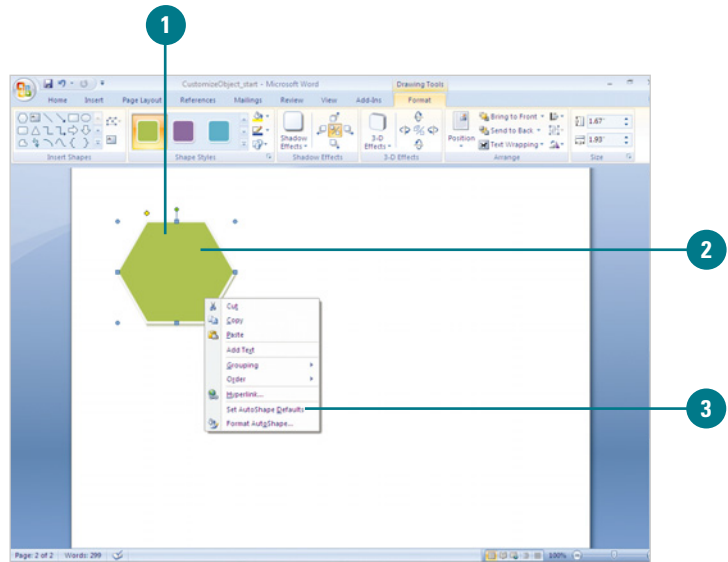 1
CustomizeObject_start - Microsoft Word
Drawing Tools
Home Insert Page Layout References Mailings Review View Add-Ins Format
Shadow Effects
3-D Effects
Position
Bring to Front
Send to Back
Text Wrapping
1.67"
1.93"
Insert Shapes Shape Styles Shadow Effects 3-D Effects Arrange Size
2
Cut
Copy
Paste
Add Text
Grouping
Order
Hyperlink...
Set AutoShape Defaults
3
Format AutoShape...
Page: 2 of 2 Words: 299 100%